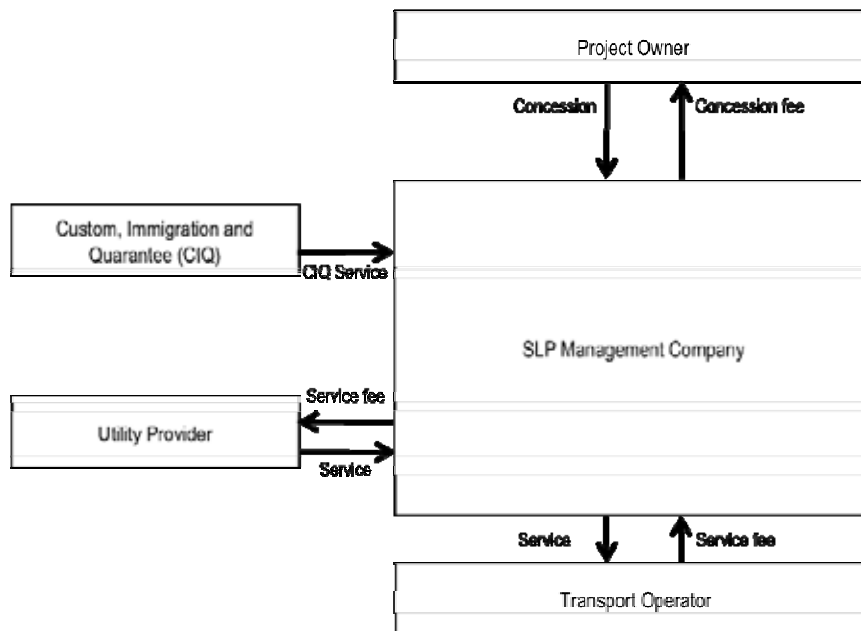 Project Owner
Concession
Concession fee
Custom, Immigration and
Quarantee (CIQ)
CIQ Service
SLP Management Company
Service fee
Utility Provider
Service
Service
Service fee
Transport Operator